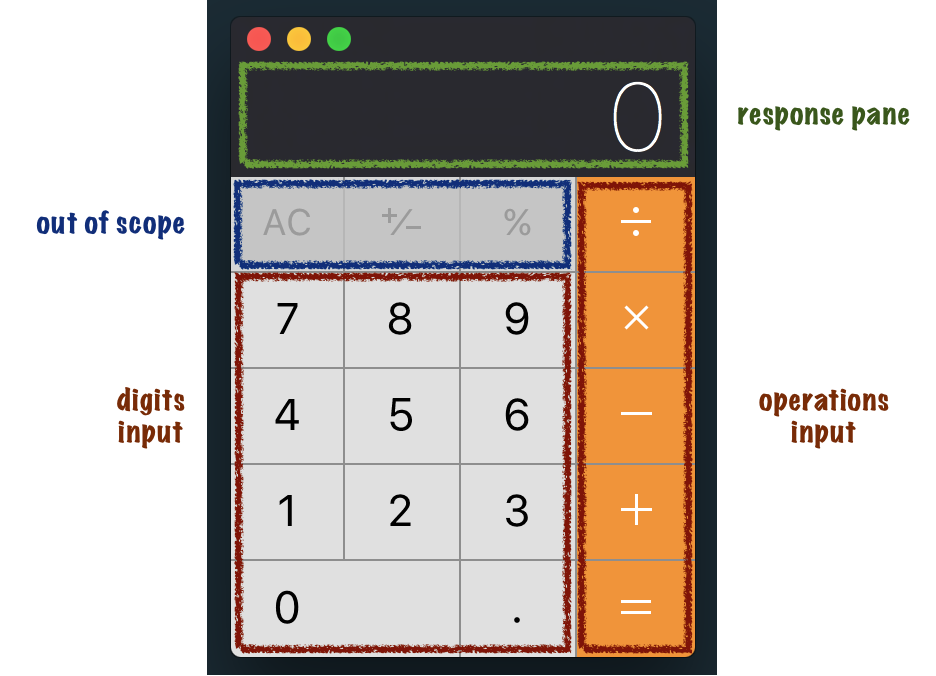 0
response pane
out of scope
AC +⁄− % ÷
7 8 9 ×
digits
input
4 5 6 −
operations
input
1 2 3 +
0 . =